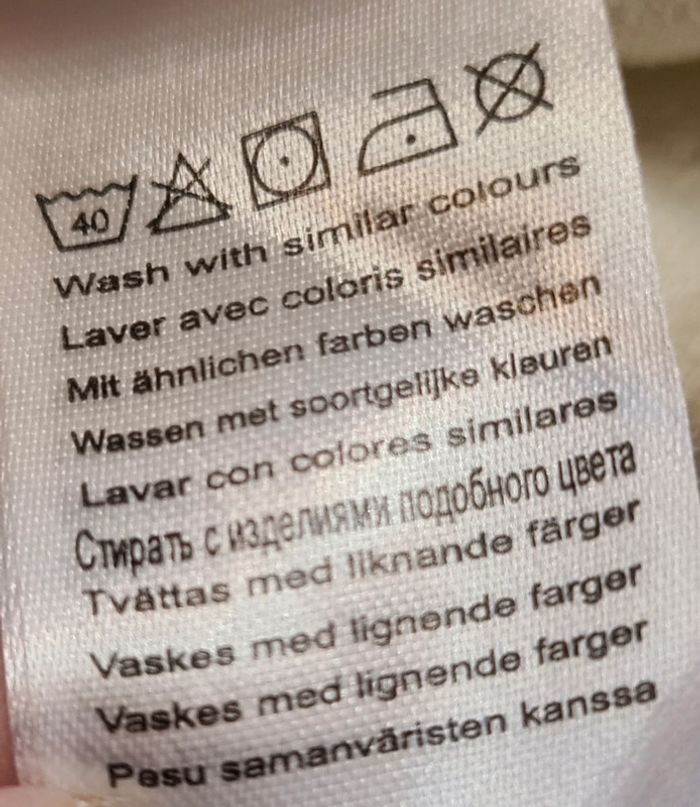 40
Wash with similar colours
Laver avec coloris similaires
Mit ähnlichen farben waschen
Wassen met soortgelijke kleuren
Lavar con colores similares
Стирать с изделиями подобного цвета
Tvättas med liknande färger
Vaskes med lignende farger
Vaskes med lignende farger
Pesu samanväristen kanssa